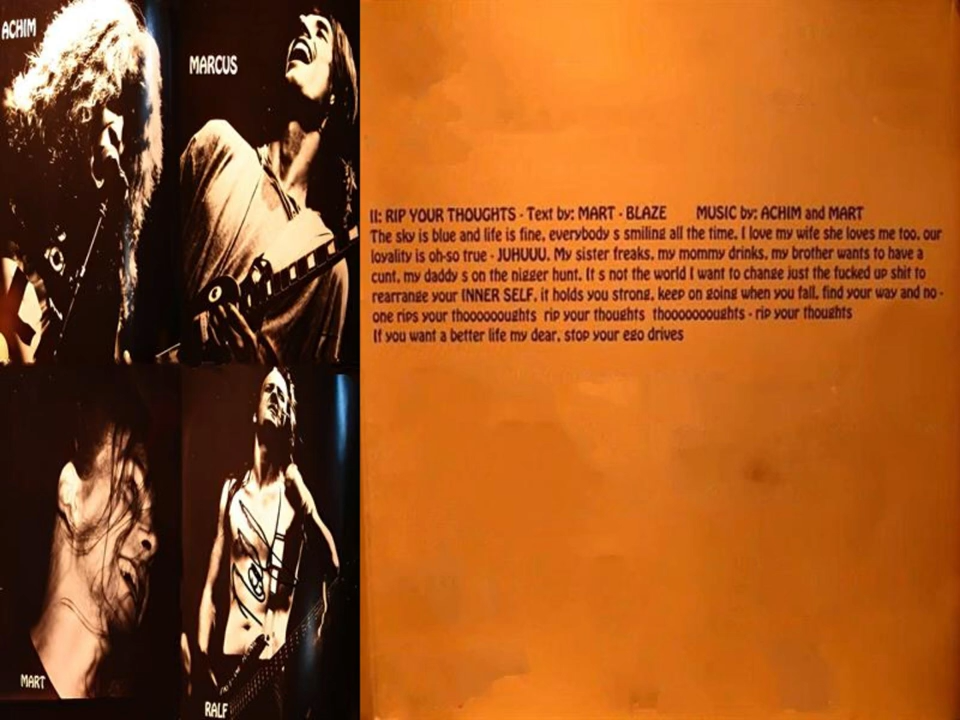 ACHIM
MARCUS
MART
RALF
II: RIP YOUR THOUGHTS - Text by: MART - BLAZE MUSIC by: ACHIM and MART
The sky is blue and life is fine, everybody s smiling all the time, I love my wife she loves me too, our
loyality is oh-so true - JUHUUU. My sister freaks, my mommy drinks, my brother wants to have a
cunt, my daddy s on the nigger hunt. It s not the world I want to change just the fucked up shit to
rearrange your INNER SELF, it holds you strong, keep on going when you fall, find your way and no -
one rips your thoooooooughts rip your thoughts thoooooooughts - rip your thoughts
If you want a better life my dear, stop your ego drives